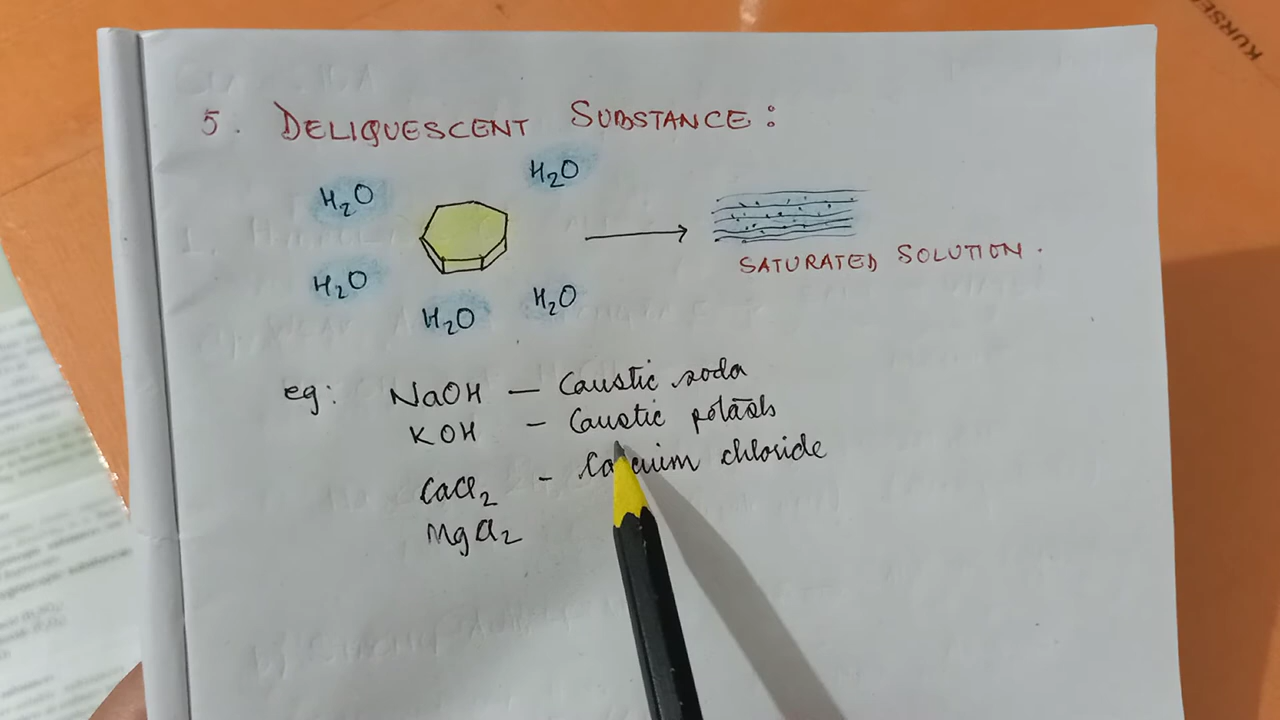 KURSE
5. DELIQUESCENT SUBSTANCE:
H₂O
H₂O
H₂O
H₂O
H₂O
SATURATED SOLUTION.
eg: NaOH — Caustic soda
KOH – Caustic potash
CaCl₂ – Calcium chloride
MgCl₂